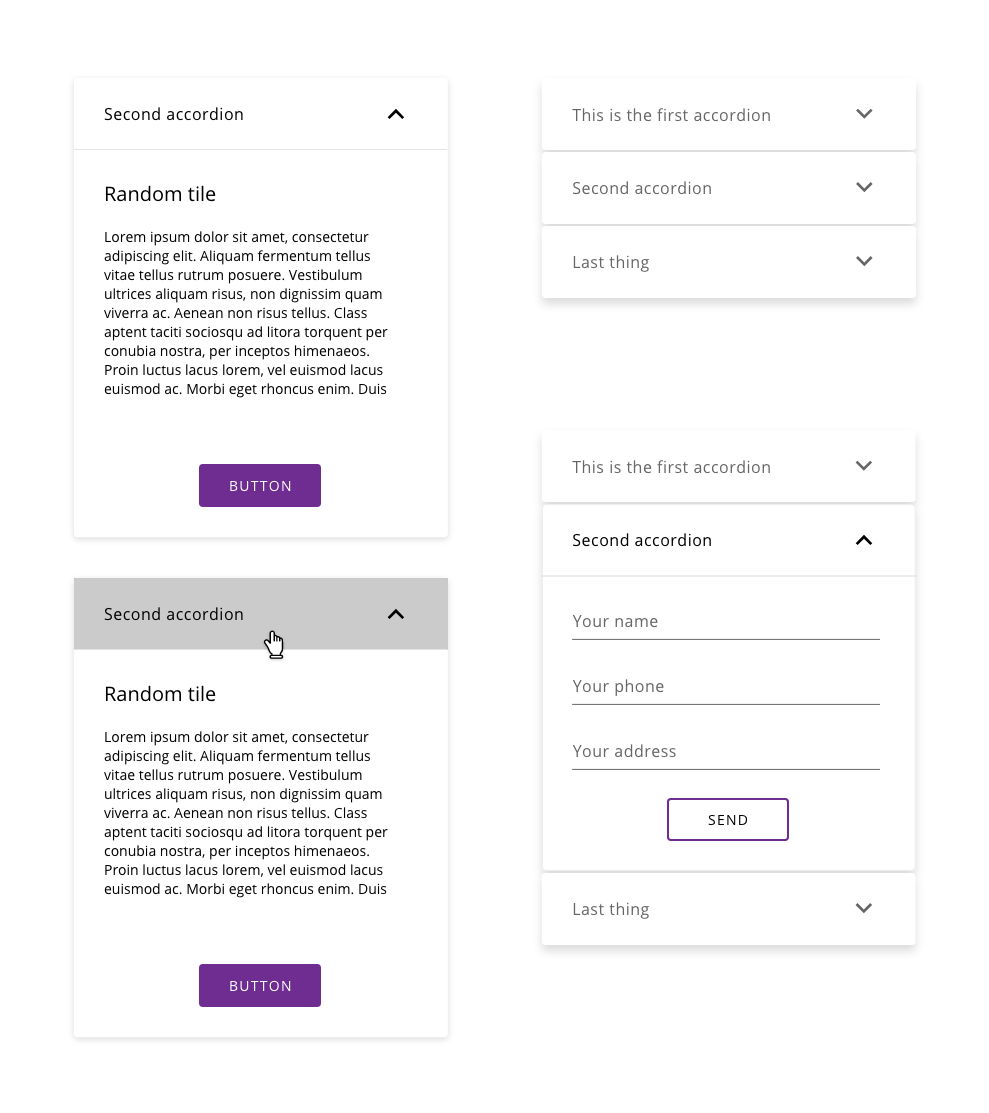 Second accordion
Random tile
Lorem ipsum dolor sit amet, consectetur
adipiscing elit. Aliquam fermentum tellus
vitae tellus rutrum posuere. Vestibulum
ultrices aliquam risus, non dignissim quam
viverra ac. Aenean non risus tellus. Class
aptent taciti sociosqu ad litora torquent per
conubia nostra, per inceptos himenaeos.
Proin luctus lacus lorem, vel euismod lacus
euismod ac. Morbi eget rhoncus enim. Duis
BUTTON
Second accordion
Random tile
Lorem ipsum dolor sit amet, consectetur
adipiscing elit. Aliquam fermentum tellus
vitae tellus rutrum posuere. Vestibulum
ultrices aliquam risus, non dignissim quam
viverra ac. Aenean non risus tellus. Class
aptent taciti sociosqu ad litora torquent per
conubia nostra, per inceptos himenaeos.
Proin luctus lacus lorem, vel euismod lacus
euismod ac. Morbi eget rhoncus enim. Duis
BUTTON
This is the first accordion
Second accordion
Last thing
This is the first accordion
Second accordion
Your name
Your phone
Your address
SEND
Last thing